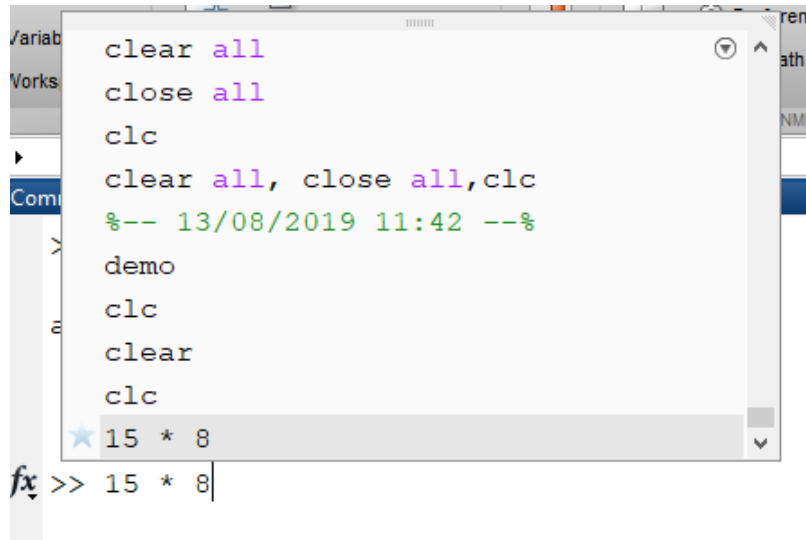 clear all
close all
clc
clear all, close all,clc
%-- 13/08/2019 11:42 --%
demo
clc
clear
clc
15 * 8
fx >> 15 * 8